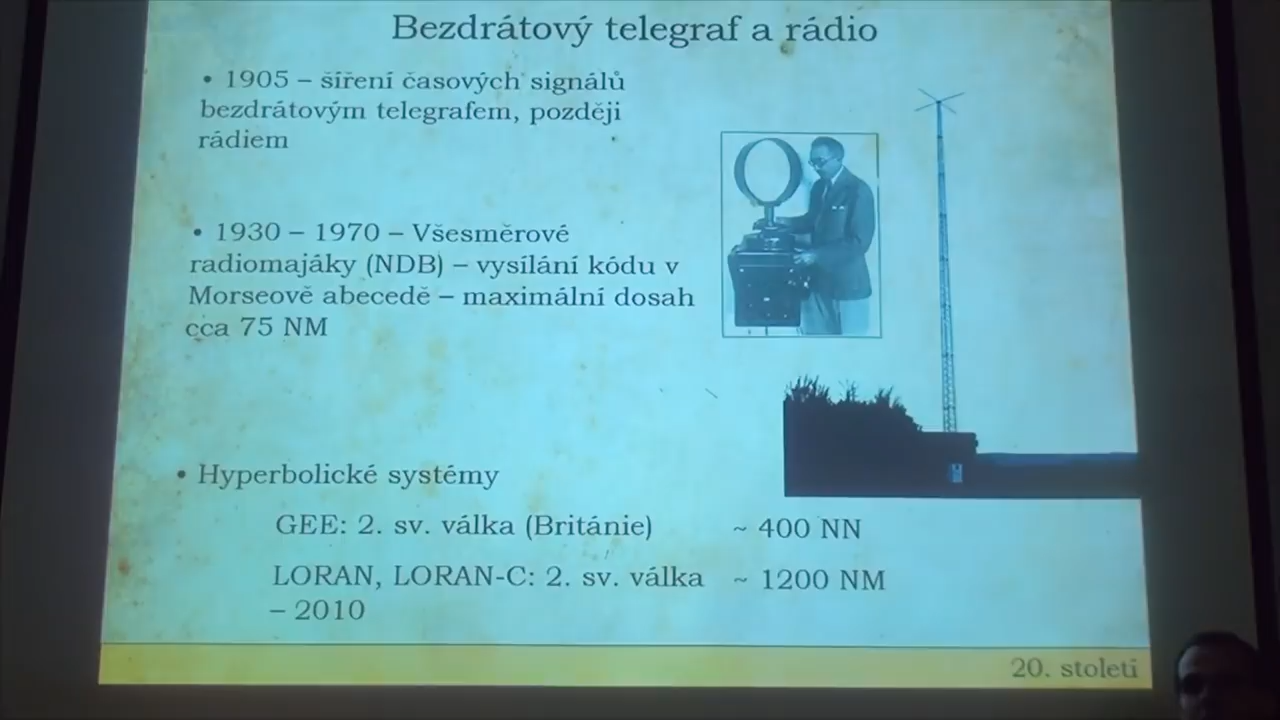 Bezdrátový telegraf a rádio
• 1905 – šíření časových signálů
bezdrátovým telegrafem, později
rádiem
• 1930 – 1970 – Všesměrové
radiomajáky (NDB) – vysílání kódu v
Morseově abecedě – maximální dosah
cca 75 NM
• Hyperbolické systémy
GEE: 2. sv. válka (Británie) ~ 400 NN
LORAN, LORAN-C: 2. sv. válka ~ 1200 NM
– 2010
20. století